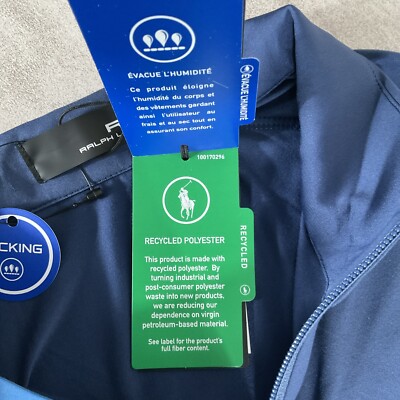 ÉVACUE L'HUMIDITÉ
Ce produit éloigne
l'humidité du corps et
des vêtements gardant
ainsi l'utilisateur au
frais et au sec tout en
assurant son confort.
ÉVACUE L'HUMIDITÉ
100170296
RALPH L
CKING
RECYCLED POLYESTER
This product is made with
recycled polyester. By
turning industrial and
post-consumer polyester
waste into new products,
we are reducing our
dependence on virgin
petroleum-based material.
See label for the product's
full fiber content.
RECYCLED